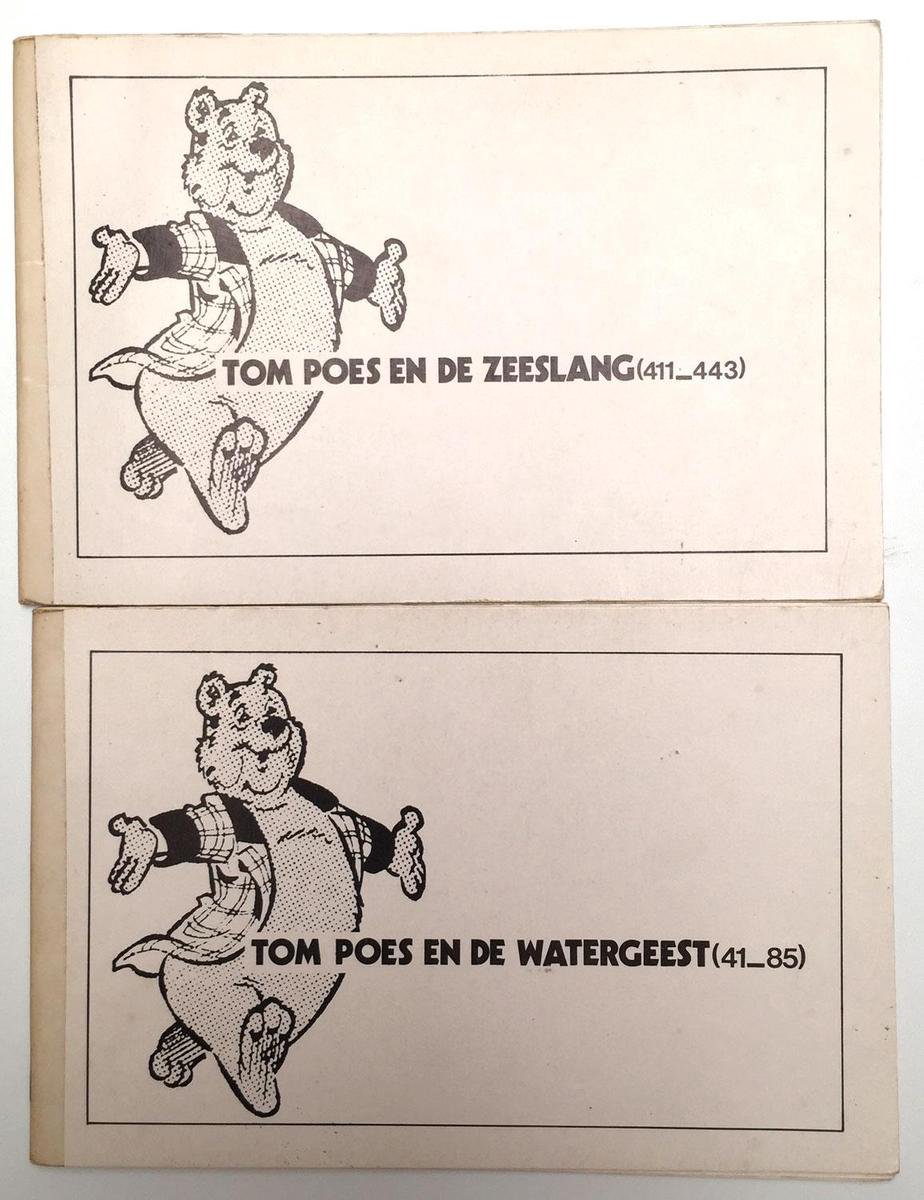 TOM POES EN DE ZEESLANG(411_443)
TOM POES EN DE WATERGEEST(41_85)